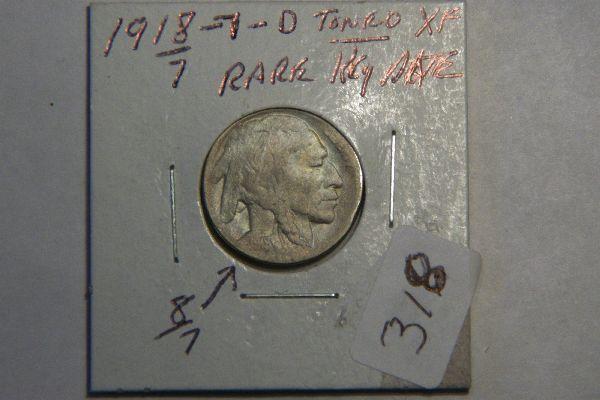 1918/7-D TONED XF
RARE Key DATE
8/7
318